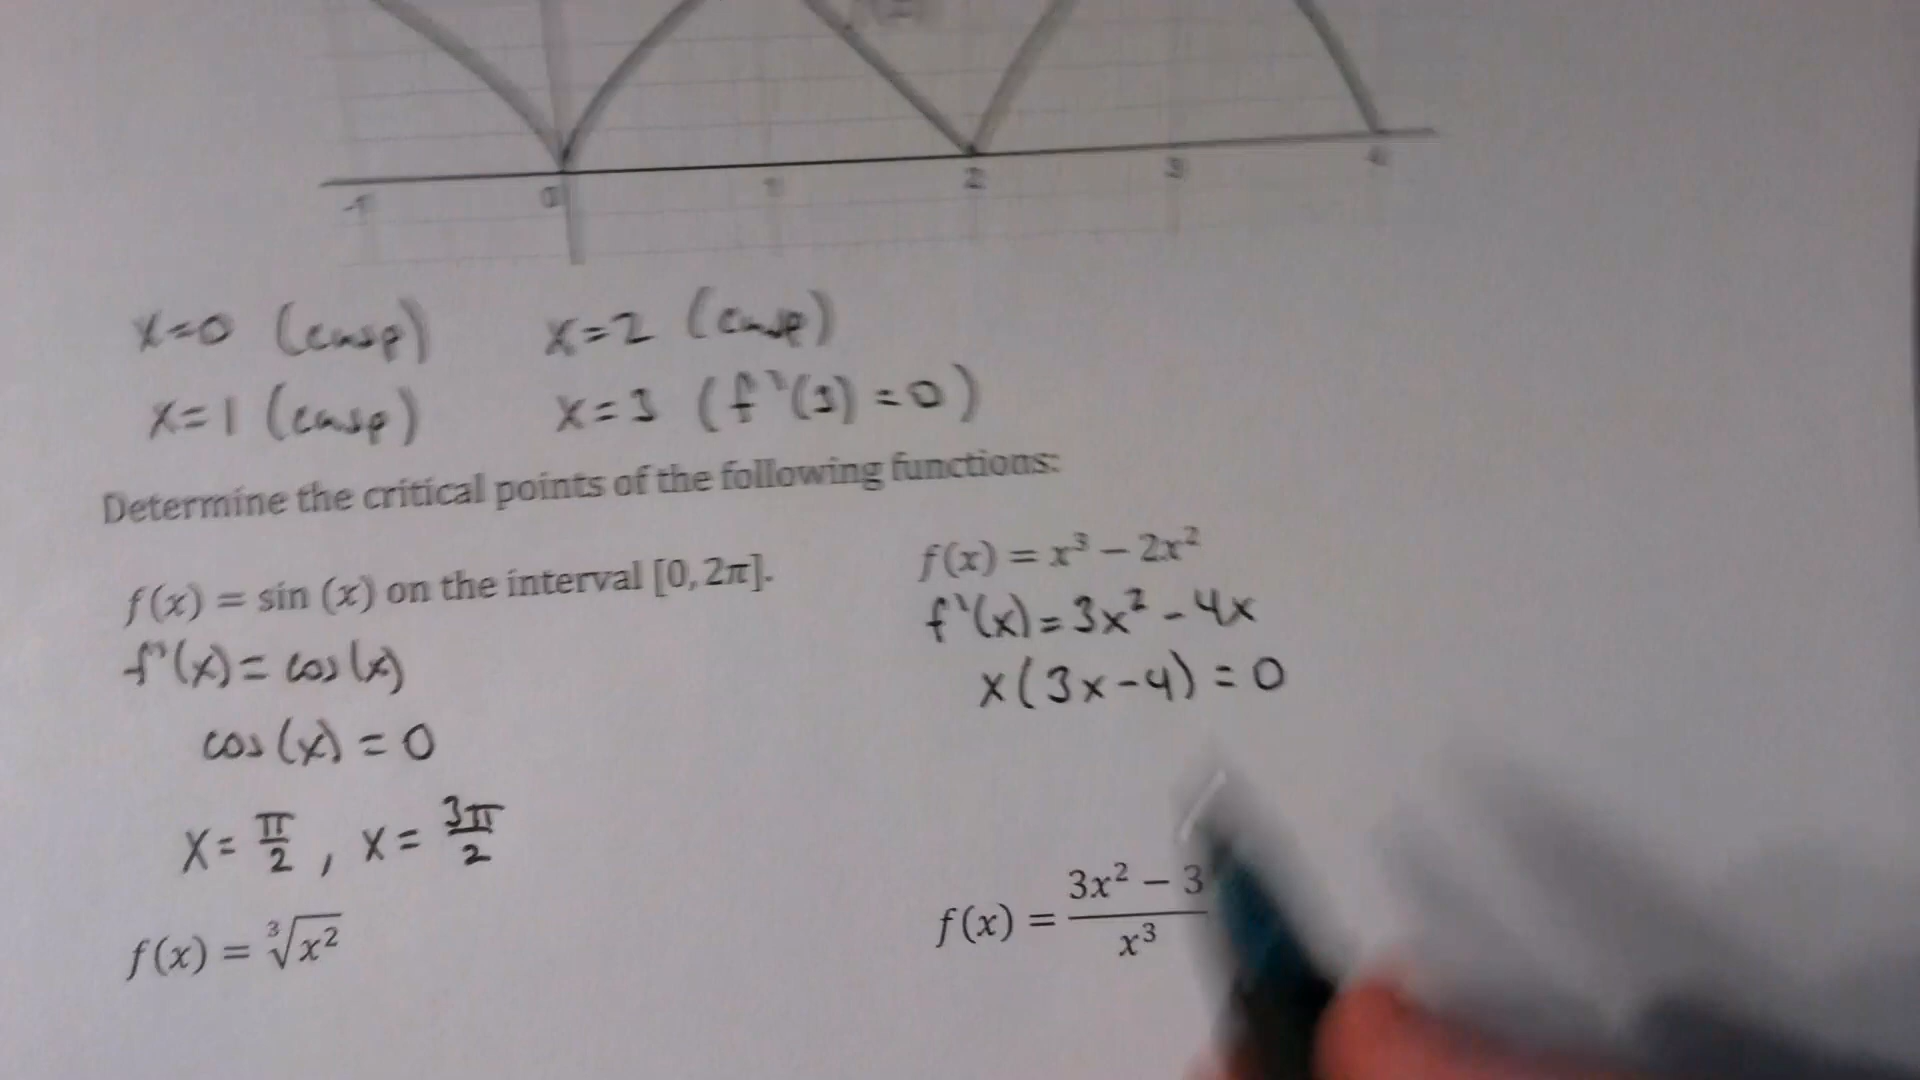 -1 0 1 2 3 4
x=0 (cusp) x=2 (cusp)
x=1 (cusp) x=3 (f'(3)=0)
Determine the critical points of the following functions:
f(x) = sin (x) on the interval [0, 2π].
f'(x) = cos(x)
cos(x) = 0
x = π/2 , x = 3π/2
f(x) = ∛x²
f(x) = x³ − 2x²
f'(x) = 3x² − 4x
x(3x−4) = 0
f(x) = (3x² − 3)/x³